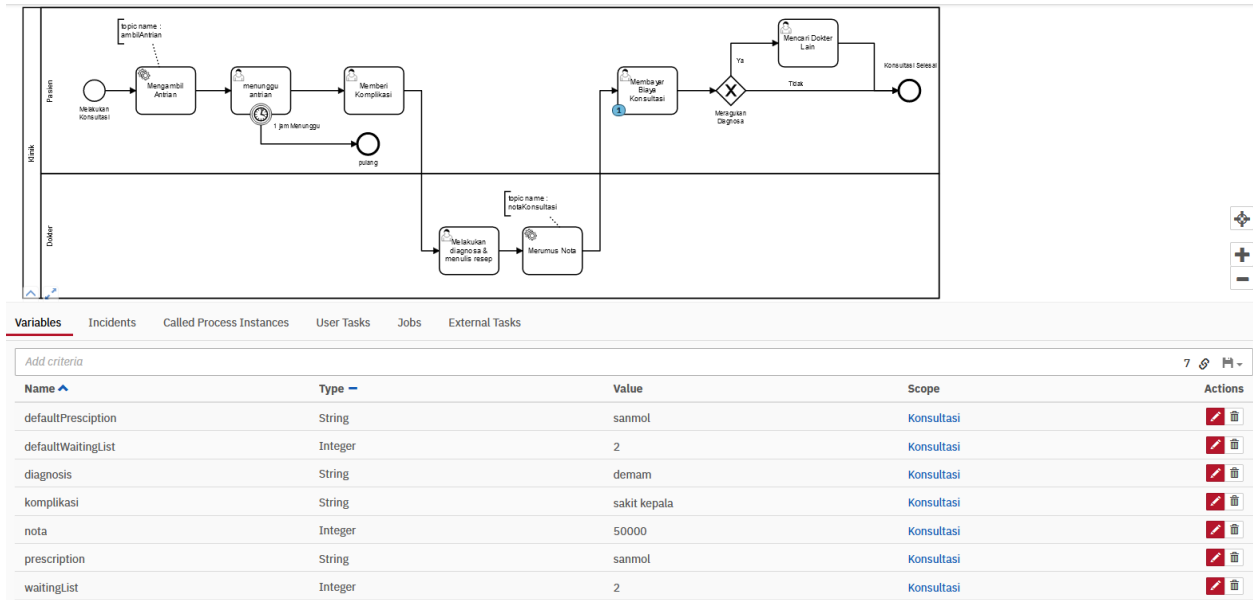 topic name :
ambilAntrian
Mengambil
Antrian
menunggu
antrian
Memberi
Komplikasi
Melakukan
Konsultasi
1 jam Menunggu
pulang
Pasien
Klinik
Dokter
topic name :
notaKonsultasi
Melakukan
diagnosa &
menulis resep
Merumus Nota
Membayar
Biaya
Konsultasi
1
Meragukan
Diagnosa
Ya
Tidak
Mencari Dokter
Lain
Konsultasi Selesai
Variables Incidents Called Process Instances User Tasks Jobs External Tasks
Add criteria 7
Name Type Value Scope Actions
defaultPresciption String sanmol Konsultasi
defaultWaitingList Integer 2 Konsultasi
diagnosis String demam Konsultasi
komplikasi String sakit kepala Konsultasi
nota Integer 50000 Konsultasi
prescription String sanmol Konsultasi
waitingList Integer 2 Konsultasi